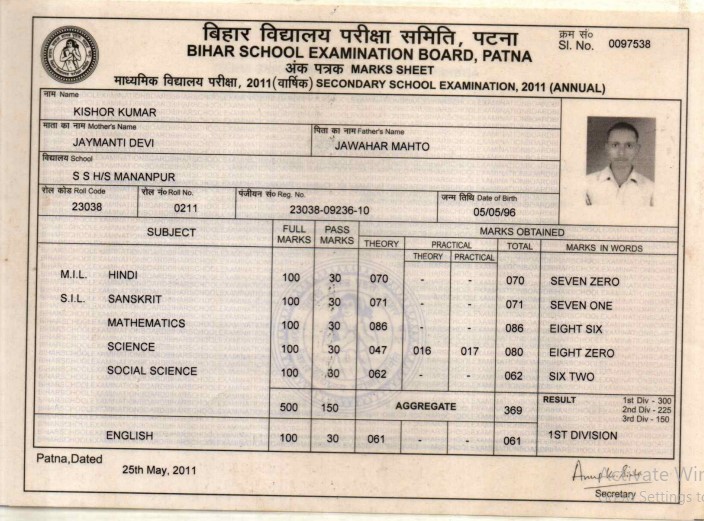 बिहार विद्यालय परीक्षा समिति, पटना
BIHAR SCHOOL EXAMINATION BOARD, PATNA
क्रम सं०
Sl. No. 0097538
अंक पत्रक MARKS SHEET
माध्यमिक विद्यालय परीक्षा, 2011(वार्षिक) SECONDARY SCHOOL EXAMINATION, 2011 (ANNUAL)
नाम Name
KISHOR KUMAR
माता का नाम Mother's Name पिता का नाम Father's Name
JAYMANTI DEVI JAWAHAR MAHTO
विद्यालय School
S S H/S MANANPUR
रोल कोड Roll Code रोल नं० Roll No. पंजीयन सं० Reg. No. जन्म तिथि Date of Birth
23038 0211 23038-09236-10 05/05/96
SUBJECT FULL MARKS PASS MARKS MARKS OBTAINED
THEORY PRACTICAL TOTAL MARKS IN WORDS
THEORY PRACTICAL
M.I.L. HINDI 100 30 070 - - 070 SEVEN ZERO
S.I.L. SANSKRIT 100 30 071 - - 071 SEVEN ONE
MATHEMATICS 100 30 086 - - 086 EIGHT SIX
SCIENCE 100 30 047 016 017 080 EIGHT ZERO
SOCIAL SCIENCE 100 30 062 - - 062 SIX TWO
500 150 AGGREGATE 369 RESULT 1st Div - 300
2nd Div - 225
3rd Div - 150
ENGLISH 100 30 061 - - 061 1ST DIVISION
Patna,Dated
25th May, 2011
Secretary